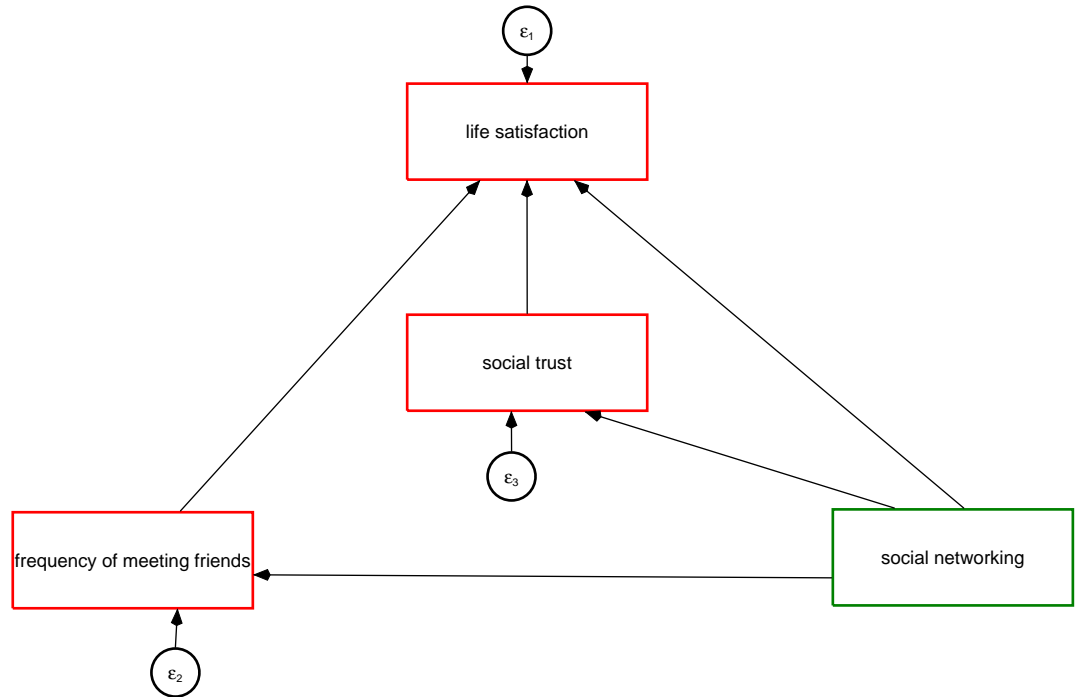 ε₁
life satisfaction
social trust
ε₃
frequency of meeting friends
social networking
ε₂